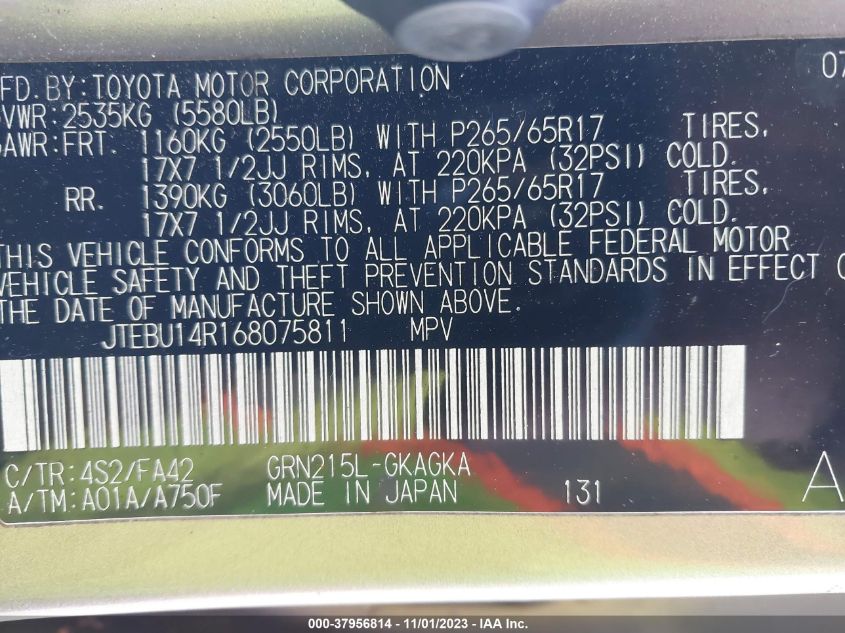 MFD. BY: TOYOTA MOTOR CORPORATION 07
GVWR: 2535KG (5580LB)
GAWR: FRT. 1160KG (2550LB) WITH P265/65R17 TIRES,
17X7 1/2JJ RIMS, AT 220KPA (32PSI) COLD.
RR. 1390KG (3060LB) WITH P265/65R17 TIRES,
17X7 1/2JJ RIMS, AT 220KPA (32PSI) COLD.
THIS VEHICLE CONFORMS TO ALL APPLICABLE FEDERAL MOTOR
VEHICLE SAFETY AND THEFT PREVENTION STANDARDS IN EFFECT O
THE DATE OF MANUFACTURE SHOWN ABOVE.
JTEBU14R168075811 MPV
C/TR: 4S2/FA42 GRN215L-GKAGKA
A/TM: A01A/A750F MADE IN JAPAN 131 A
000-37956814 - 11/01/2023 - IAA Inc.